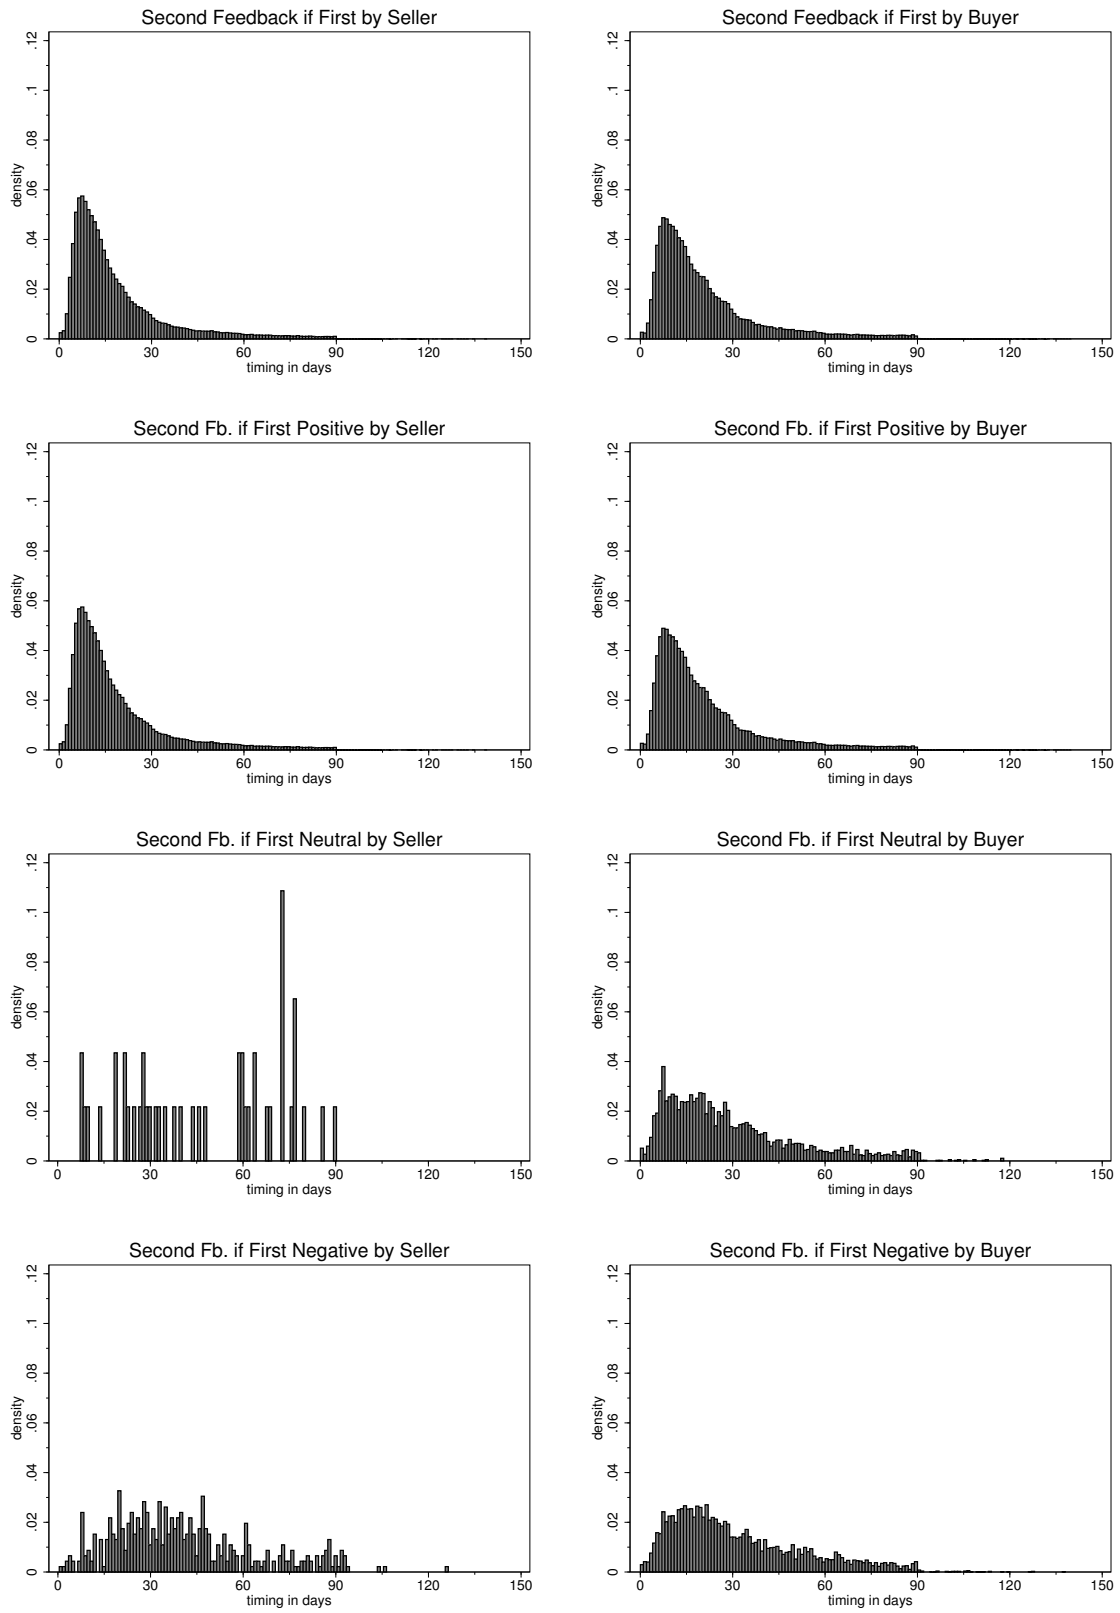 Second Feedback if First by Seller
.12
.1
.08
.06
.04
.02
0
density
0 30 60 90 120 150
timing in days
Second Feedback if First by Buyer
.12
.1
.08
.06
.04
.02
0
density
0 30 60 90 120 150
timing in days
Second Fb. if First Positive by Seller
.12
.1
.08
.06
.04
.02
0
density
0 30 60 90 120 150
timing in days
Second Fb. if First Positive by Buyer
.12
.1
.08
.06
.04
.02
0
density
0 30 60 90 120 150
timing in days
Second Fb. if First Neutral by Seller
.12
.1
.08
.06
.04
.02
0
density
0 30 60 90 120 150
timing in days
Second Fb. if First Neutral by Buyer
.12
.1
.08
.06
.04
.02
0
density
0 30 60 90 120 150
timing in days
Second Fb. if First Negative by Seller
.12
.1
.08
.06
.04
.02
0
density
0 30 60 90 120 150
timing in days
Second Fb. if First Negative by Buyer
.12
.1
.08
.06
.04
.02
0
density
0 30 60 90 120 150
timing in days